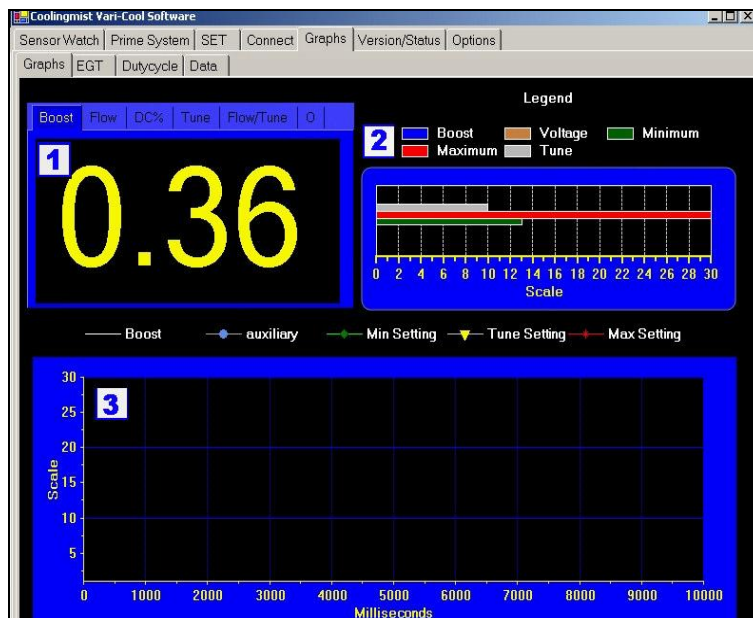 Coolingmist Vari-Cool Software
Sensor Watch Prime System SET Connect Graphs Version/Status Options
Graphs EGT Dutycycle Data
Legend
Boost Flow DC% Tune Flow/Tune O
1
0.36
2
Boost Voltage Minimum
Maximum Tune
0 2 4 6 8 10 12 14 16 18 20 22 24 26 28 30
Scale
Boost auxiliary Min Setting Tune Setting Max Setting
3
30
25
20
15
10
5
Scale
0 1000 2000 3000 4000 5000 6000 7000 8000 9000 10000
Milliseconds